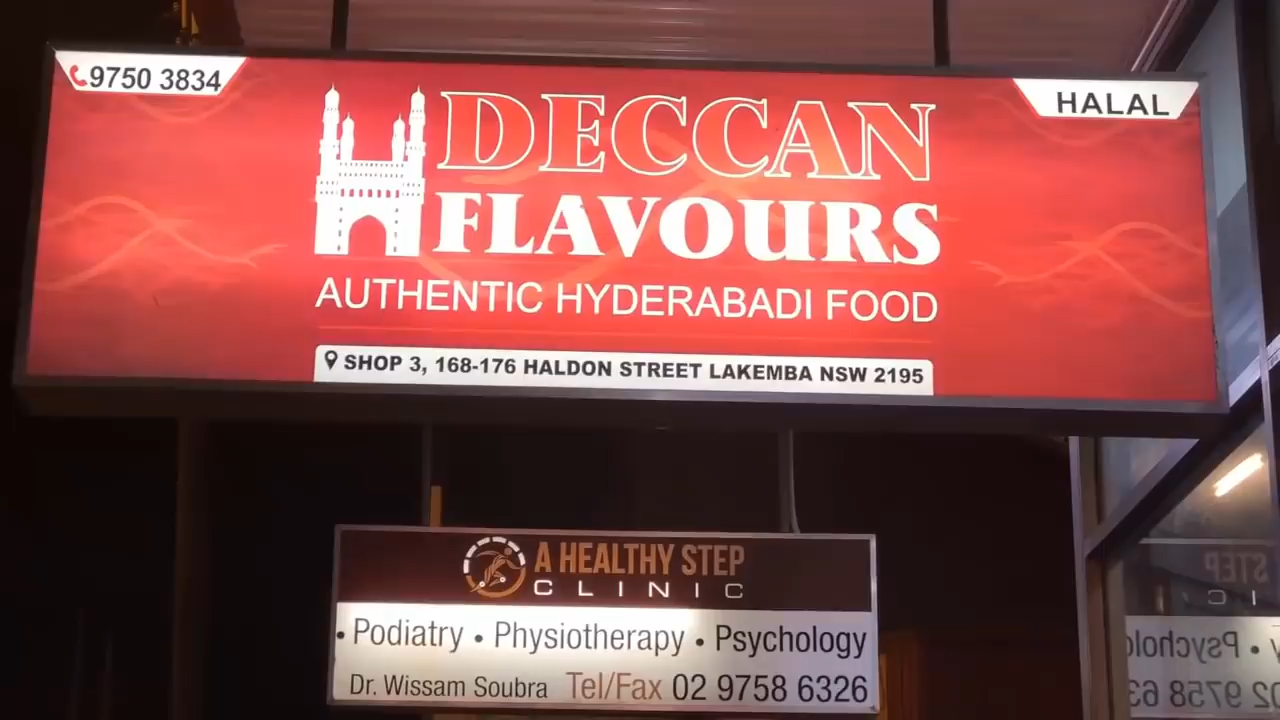 9750 3834
HALAL
DECCAN
FLAVOURS
AUTHENTIC HYDERABADI FOOD
SHOP 3, 168-176 HALDON STREET LAKEMBA NSW 2195
A HEALTHY STEP
CLINIC
• Podiatry • Physiotherapy • Psychology
Dr. Wissam Soubra Tel/Fax 02 9758 6326